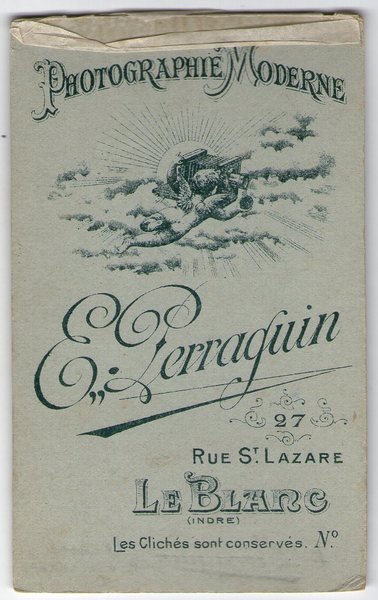 PHOTOGRAPHIE MODERNE
E. Perraguin
27
RUE ST. LAZARE
LE BLANC
(INDRE)
Les Clichés sont conservés. No.